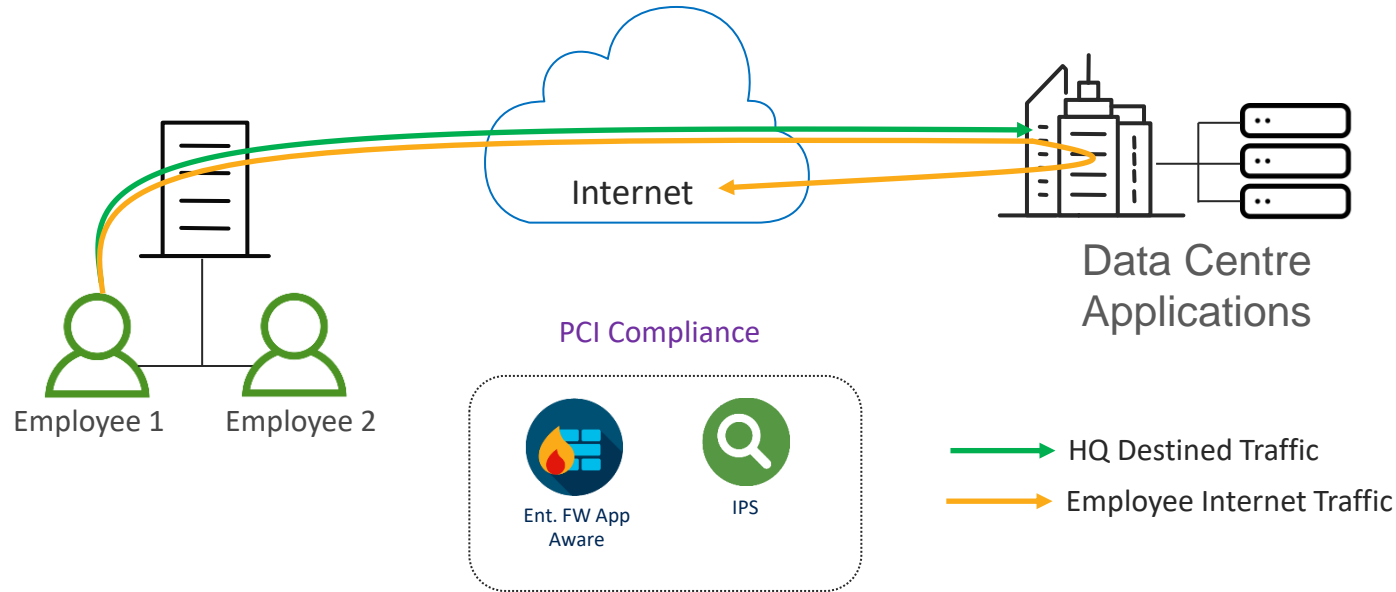 Internet
Data Centre
Applications
PCI Compliance
Employee 1
Employee 2
Ent. FW App
Aware
IPS
HQ Destined Traffic
Employee Internet Traffic